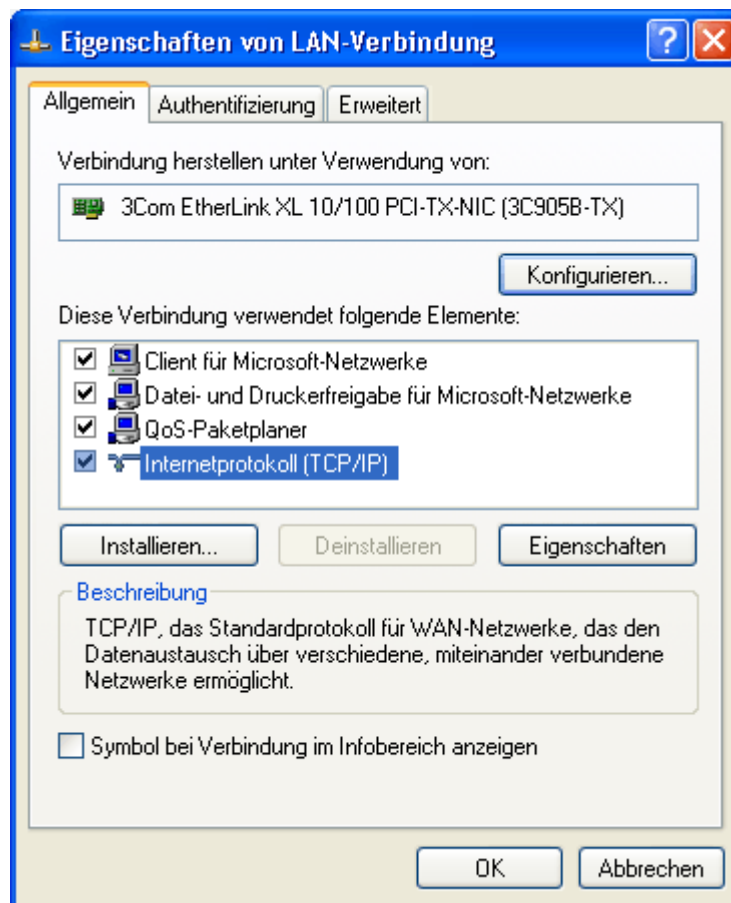 Eigenschaften von LAN-Verbindung
Allgemein
Authentifizierung
Erweitert
Verbindung herstellen unter Verwendung von:
3Com EtherLink XL 10/100 PCI-TX-NIC (3C905B-TX)
Konfigurieren...
Diese Verbindung verwendet folgende Elemente:
Client für Microsoft-Netzwerke
Datei- und Druckerfreigabe für Microsoft-Netzwerke
QoS-Paketplaner
Internetprotokoll (TCP/IP)
Installieren...
Deinstallieren
Eigenschaften
Beschreibung
TCP/IP, das Standardprotokoll für WAN-Netzwerke, das den
Datenaustausch über verschiedene, miteinander verbundene
Netzwerke ermöglicht.
Symbol bei Verbindung im Infobereich anzeigen
OK
Abbrechen